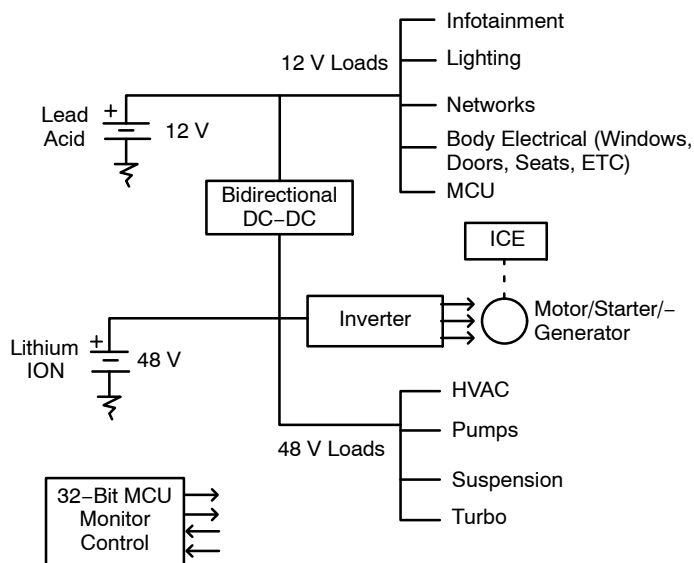 Infotainment
12 V Loads
Lighting
Lead
Acid
+
12 V
Networks
Body Electrical (Windows,
Doors, Seats, ETC)
MCU
Bidirectional
DC−DC
ICE
Inverter
Motor/Starter/−
Generator
Lithium
ION
+
48 V
HVAC
48 V Loads
Pumps
Suspension
Turbo
32−Bit MCU
Monitor
Control